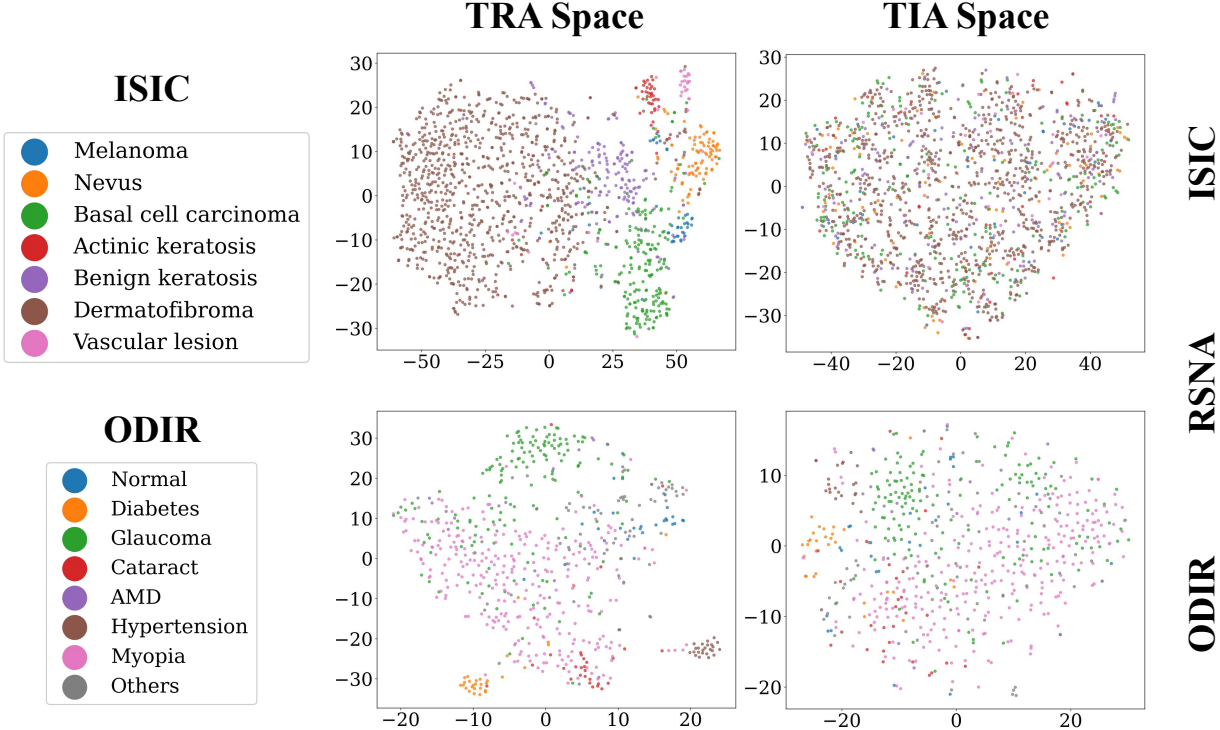 TRA Space
TIA Space
ISIC
Melanoma
Nevus
Basal cell carcinoma
Actinic keratosis
Benign keratosis
Dermatofibroma
Vascular lesion
30
20
10
0
−10
−20
−30
−50
−25
0
25
50
30
20
10
0
−10
−20
−30
−40
−20
0
20
40
ISIC
RSNA
ODIR
ODIR
Normal
Diabetes
Glaucoma
Cataract
AMD
Hypertension
Myopia
Others
30
20
10
0
−10
−20
−30
−20
−10
0
10
20
10
0
−10
−20
−20
0
20